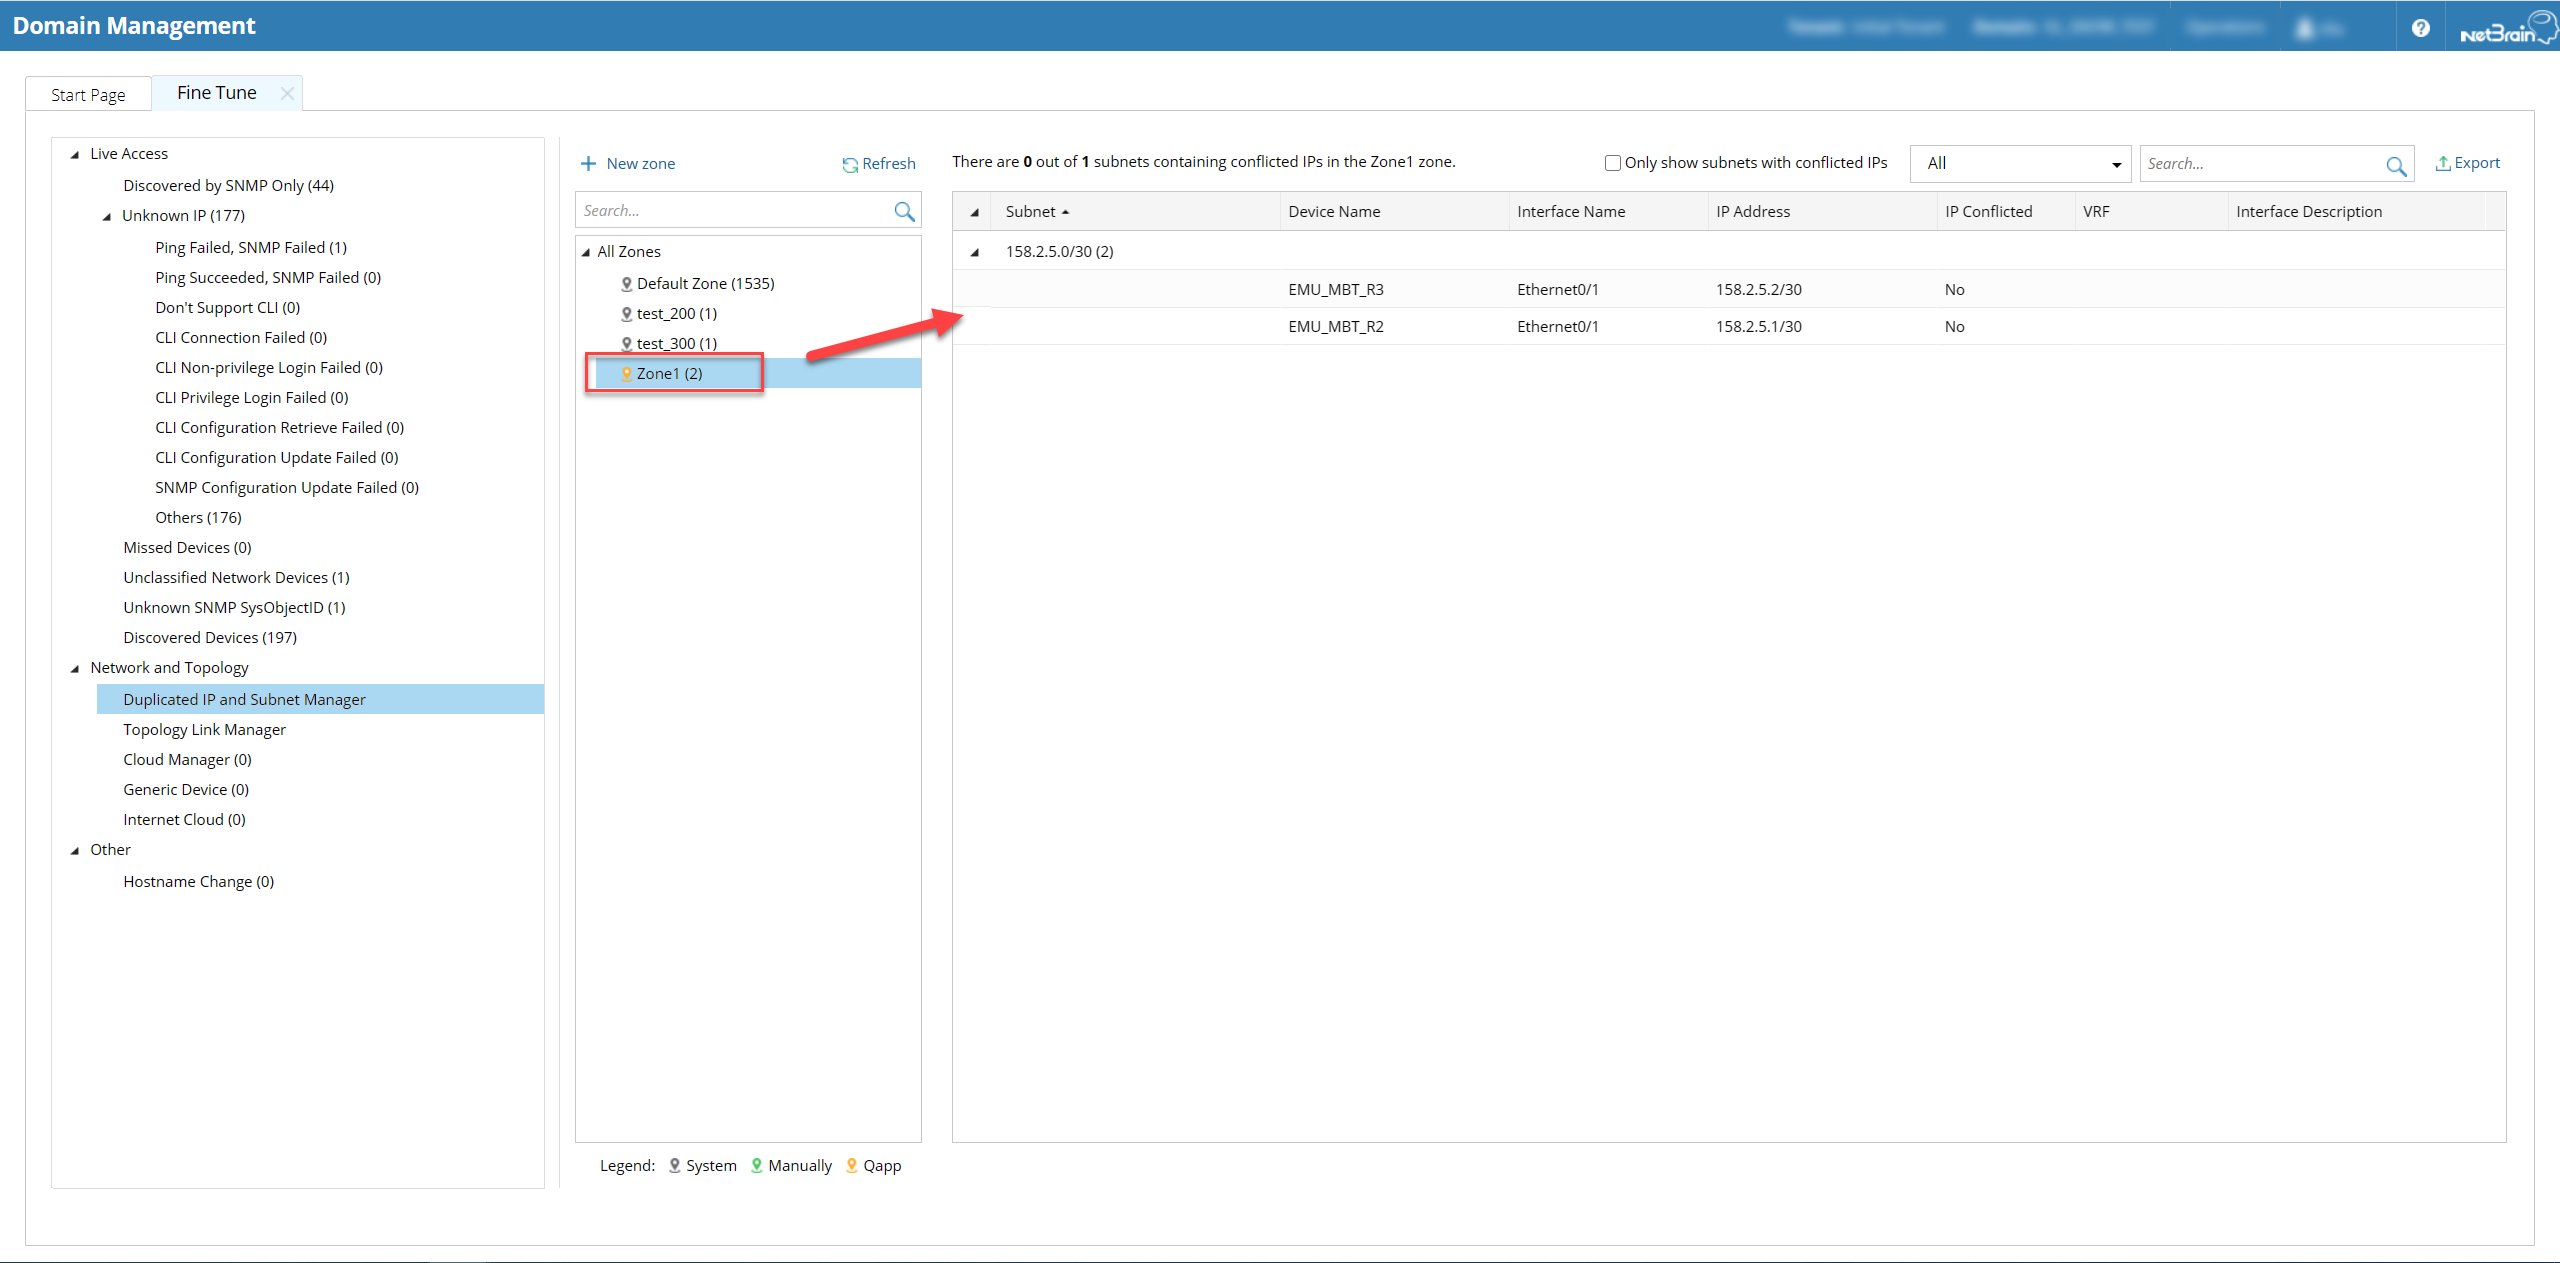 Domain Management
NetBrain
Start Page
Fine Tune
Live Access
Discovered by SNMP Only (44)
Unknown IP (177)
Ping Failed, SNMP Failed (1)
Ping Succeeded, SNMP Failed (0)
Don't Support CLI (0)
CLI Connection Failed (0)
CLI Non-privilege Login Failed (0)
CLI Privilege Login Failed (0)
CLI Configuration Retrieve Failed (0)
CLI Configuration Update Failed (0)
SNMP Configuration Update Failed (0)
Others (176)
Missed Devices (0)
Unclassified Network Devices (1)
Unknown SNMP SysObjectID (1)
Discovered Devices (197)
Network and Topology
Duplicated IP and Subnet Manager
Topology Link Manager
Cloud Manager (0)
Generic Device (0)
Internet Cloud (0)
Other
Hostname Change (0)
New zone
Refresh
Search...
All Zones
Default Zone (1535)
test_200 (1)
test_300 (1)
Zone1 (2)
Legend: System Manually Qapp
There are 0 out of 1 subnets containing conflicted IPs in the Zone1 zone.
Only show subnets with conflicted IPs
All
Search...
Export
Subnet Device Name Interface Name IP Address IP Conflicted VRF Interface Description
158.2.5.0/30 (2)
EMU_MBT_R3 Ethernet0/1 158.2.5.2/30 No
EMU_MBT_R2 Ethernet0/1 158.2.5.1/30 No